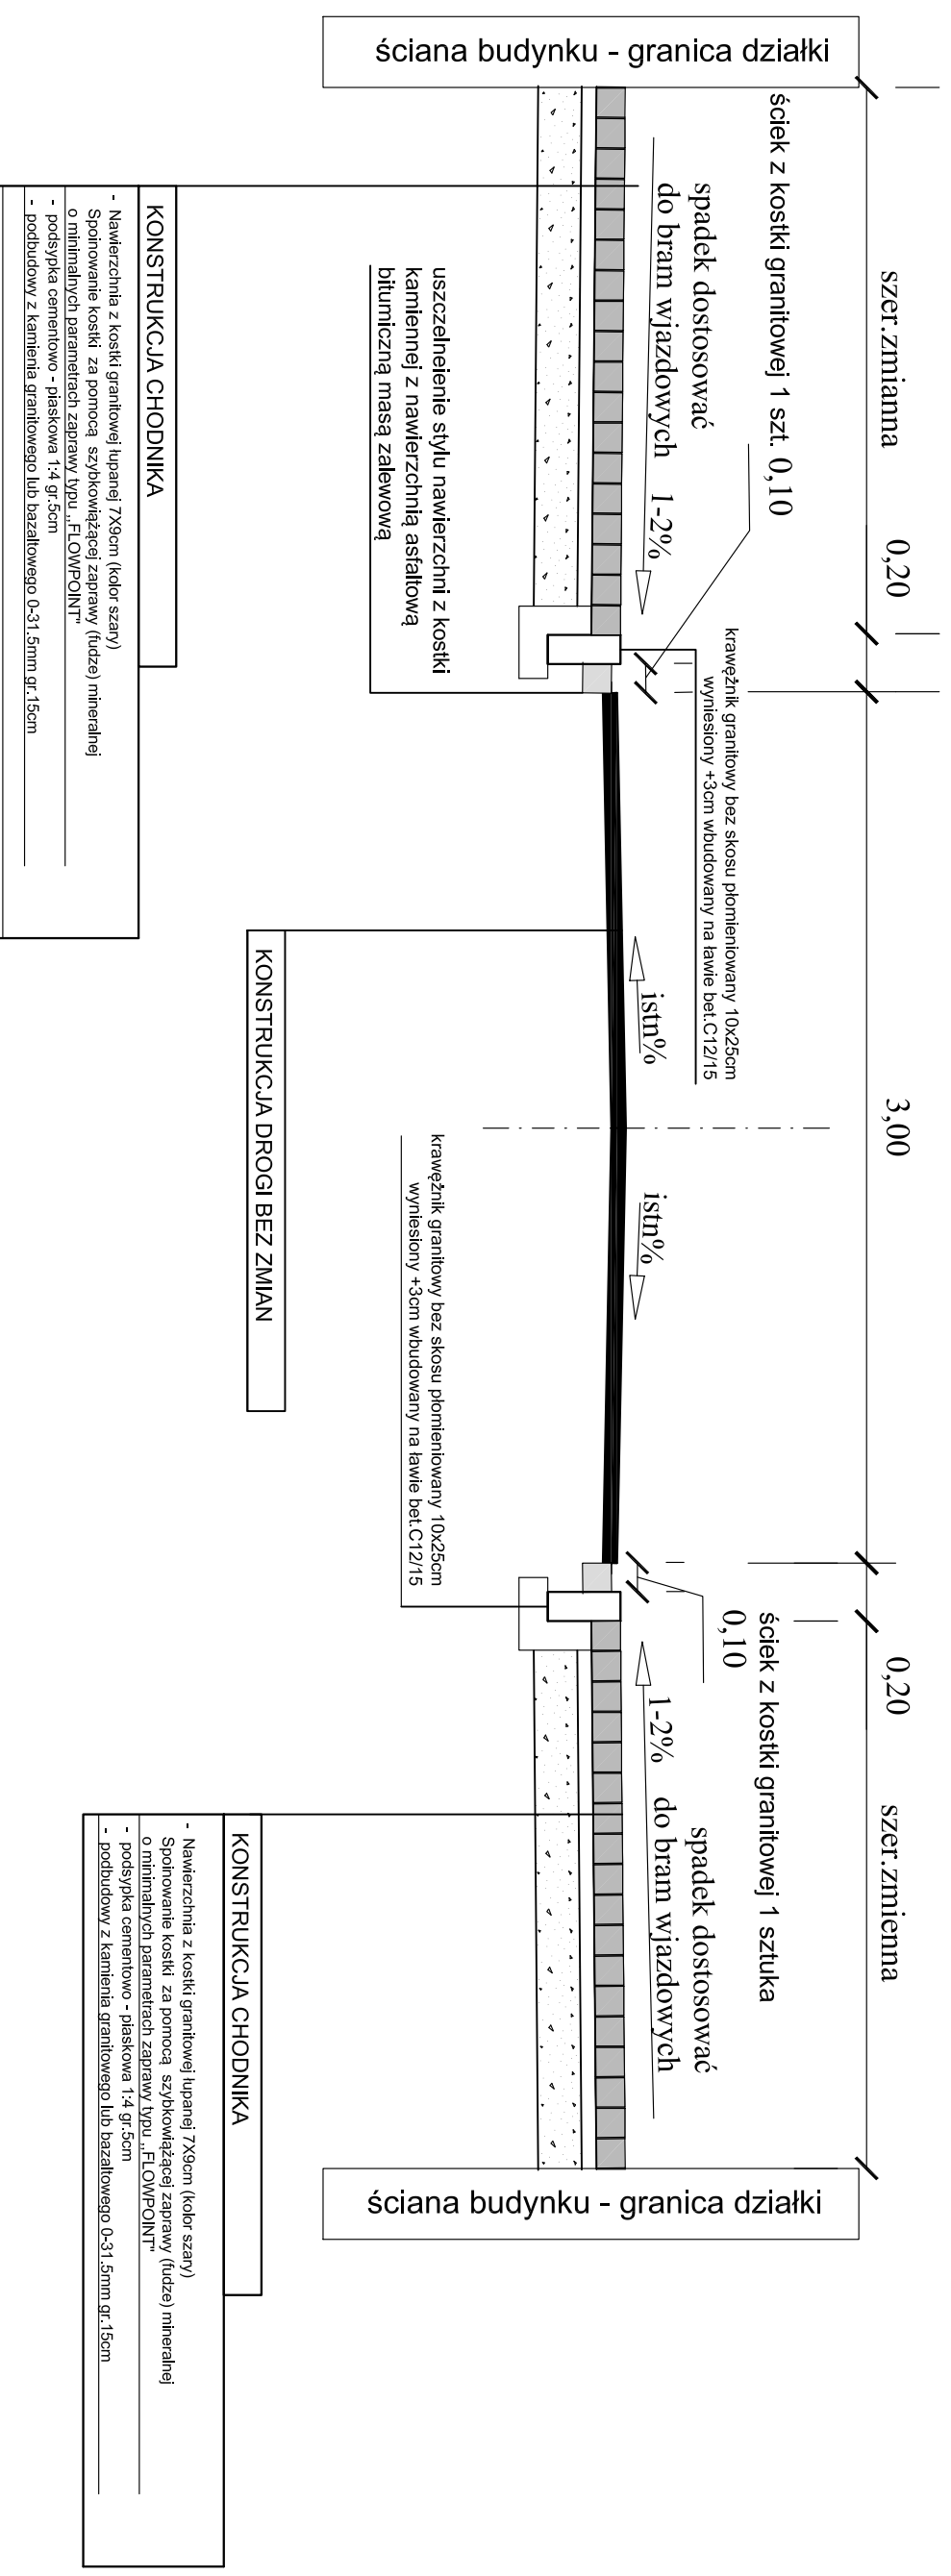 ściana budynku - granica działki
szer.zmianna
0,20
3,00
0,20
szer.zmienna
ściek z kostki granitowej 1 szt. 0,10
spadek dostosować
do bram wjazdowych 1-2%
krawężnik granitowy bez skosu płomieniowany 10x25cm
wyniesiony +3cm wbudowany na ławie bet.C12/15
istn%
istn%
ściek z kostki granitowej 1 sztuka
0,10
spadek dostosować
1-2% do bram wjazdowych
uszczelneienie stylu nawierzchni z kostki
kamiennej z nawierzchnią asfaltową
bitumiczną masą zalewową
krawężnik granitowy bez skosu płomieniowany 10x25cm
wyniesiony +3cm wbudowany na ławie bet.C12/15
ściana budynku - granica działki
KONSTRUKCJA DROGI BEZ ZMIAN
KONSTRUKCJA CHODNIKA
- Nawierzchnia z kostki granitowej łupanej 7X9cm (kolor szary)
Spoinowanie kostki za pomocą szybkowiążącej zaprawy (fudze) mineralnej
o minimalnych parametrach zaprawy typu ,,FLOWPOINT"
- podsypka cementowo - piaskowa 1:4 gr.5cm
- podbudowy z kamienia granitowego lub bazaltowego 0-31.5mm gr.15cm
KONSTRUKCJA CHODNIKA
- Nawierzchnia z kostki granitowej łupanej 7X9cm (kolor szary)
Spoinowanie kostki za pomocą szybkowiążącej zaprawy (fudze) mineralnej
o minimalnych parametrach zaprawy typu ,,FLOWPOINT"
- podsypka cementowo - piaskowa 1:4 gr.5cm
- podbudowy z kamienia granitowego lub bazaltowego 0-31.5mm gr.15cm